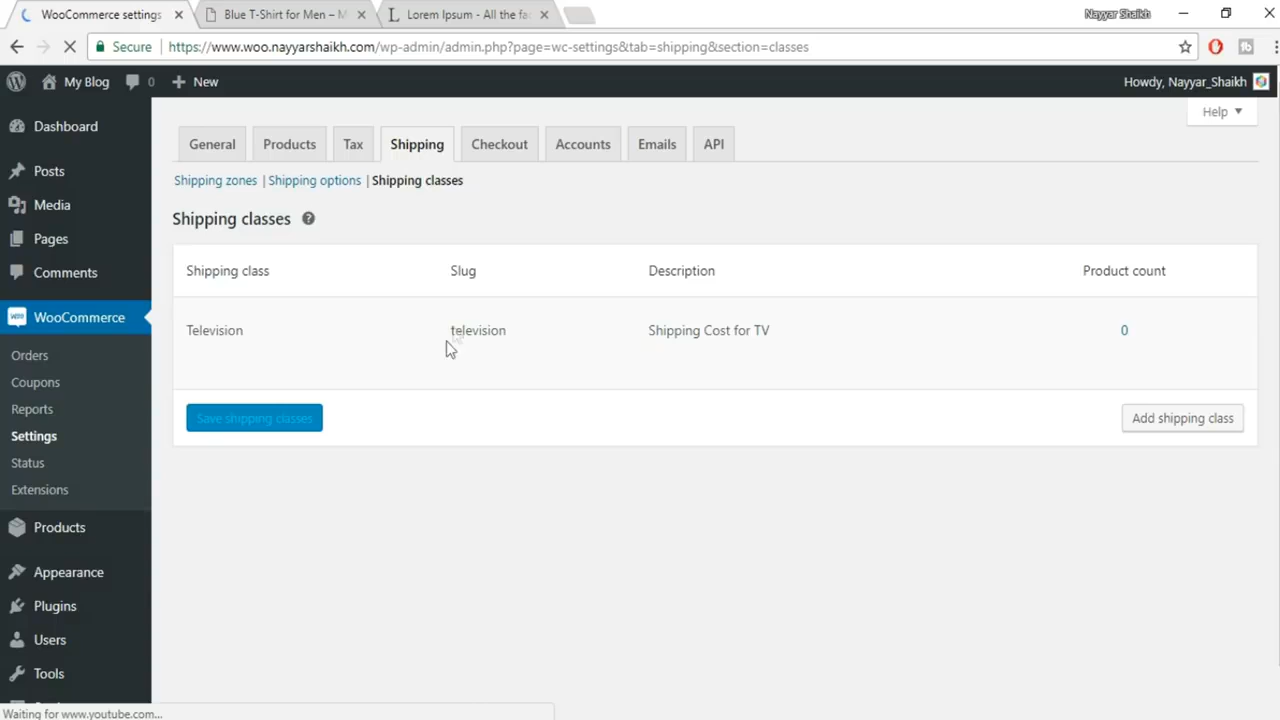 WooCommerce settings
Blue T-Shirt for Men – M
Lorem Ipsum - All the fa
Nayyar Shaikh
Secure
https://www.woo.nayyarshaikh.com/wp-admin/admin.php?page=wc-settings&tab=shipping&section=classes
My Blog
0
New
Howdy, Nayyar_Shaikh
Help
Dashboard
Posts
Media
Pages
Comments
WooCommerce
Orders
Coupons
Reports
Settings
Status
Extensions
Products
Appearance
Plugins
Users
Tools
General
Products
Tax
Shipping
Checkout
Accounts
Emails
API
Shipping zones | Shipping options | Shipping classes
Shipping classes
Shipping class Slug Description Product count
Television television Shipping Cost for TV 0
Save shipping classes
Add shipping class
Waiting for www.youtube.com...